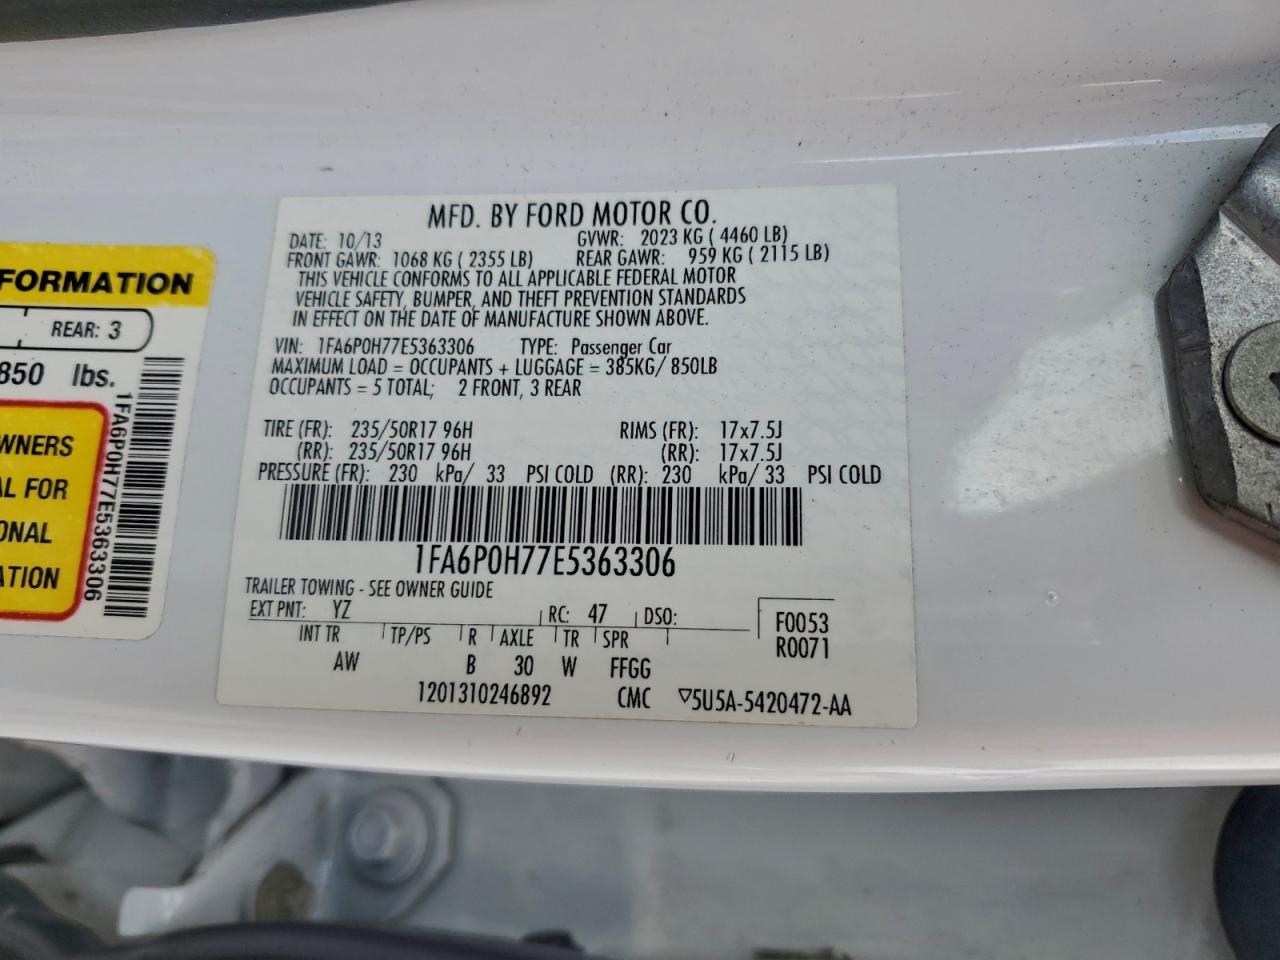 FORMATION
REAR: 3
850 lbs.
WNERS
AL FOR
ONAL
ATION
1FA6P0H77E5363306
MFD. BY FORD MOTOR CO.
DATE: 10/13 GVWR: 2023 KG ( 4460 LB)
FRONT GAWR: 1068 KG ( 2355 LB) REAR GAWR: 959 KG ( 2115 LB)
THIS VEHICLE CONFORMS TO ALL APPLICABLE FEDERAL MOTOR
VEHICLE SAFETY, BUMPER, AND THEFT PREVENTION STANDARDS
IN EFFECT ON THE DATE OF MANUFACTURE SHOWN ABOVE.
VIN: 1FA6P0H77E5363306 TYPE: Passenger Car
MAXIMUM LOAD = OCCUPANTS + LUGGAGE = 385KG/ 850LB
OCCUPANTS = 5 TOTAL; 2 FRONT, 3 REAR
TIRE (FR): 235/50R17 96H RIMS (FR): 17x7.5J
(RR): 235/50R17 96H (RR): 17x7.5J
PRESSURE (FR): 230 kPa/ 33 PSI COLD (RR): 230 kPa/ 33 PSI COLD
1FA6P0H77E5363306
TRAILER TOWING - SEE OWNER GUIDE
EXT PNT: YZ RC: 47 DSO: F0053
INT TR TP/PS R AXLE TR SPR R0071
AW B 30 W FFGG
1201310246892 CMC ▽5U5A-5420472-AA